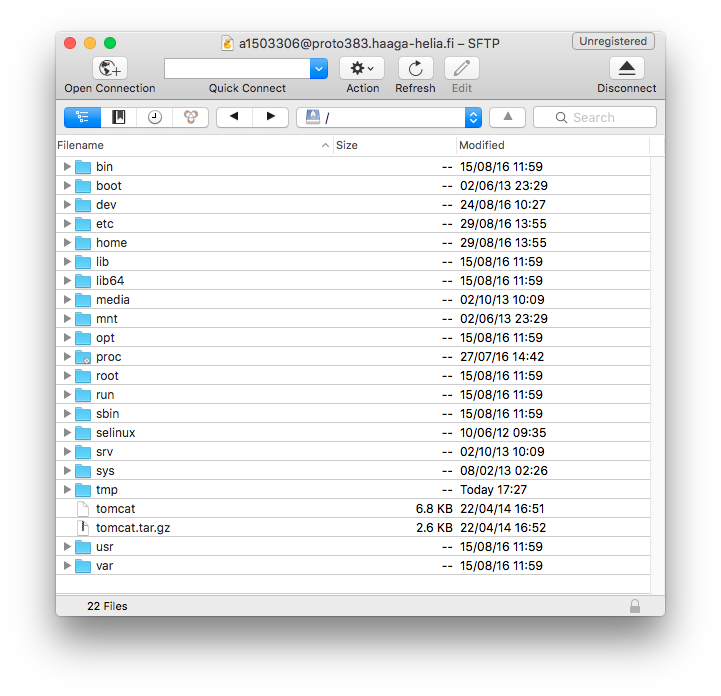 a1503306@proto383.haaga-helia.fi – SFTP
Unregistered
Open Connection
Quick Connect
Action
Refresh
Edit
Disconnect
/
Search
Filename Size Modified
bin -- 15/08/16 11:59
boot -- 02/06/13 23:29
dev -- 24/08/16 10:27
etc -- 29/08/16 13:55
home -- 29/08/16 13:55
lib -- 15/08/16 11:59
lib64 -- 15/08/16 11:59
media -- 02/10/13 10:09
mnt -- 02/06/13 23:29
opt -- 15/08/16 11:59
proc -- 27/07/16 14:42
root -- 15/08/16 11:59
run -- 15/08/16 11:59
sbin -- 15/08/16 11:59
selinux -- 10/06/12 09:35
srv -- 02/10/13 10:09
sys -- 08/02/13 02:26
tmp -- Today 17:27
tomcat 6.8 KB 22/04/14 16:51
tomcat.tar.gz 2.6 KB 22/04/14 16:52
usr -- 15/08/16 11:59
var -- 15/08/16 11:59
22 Files